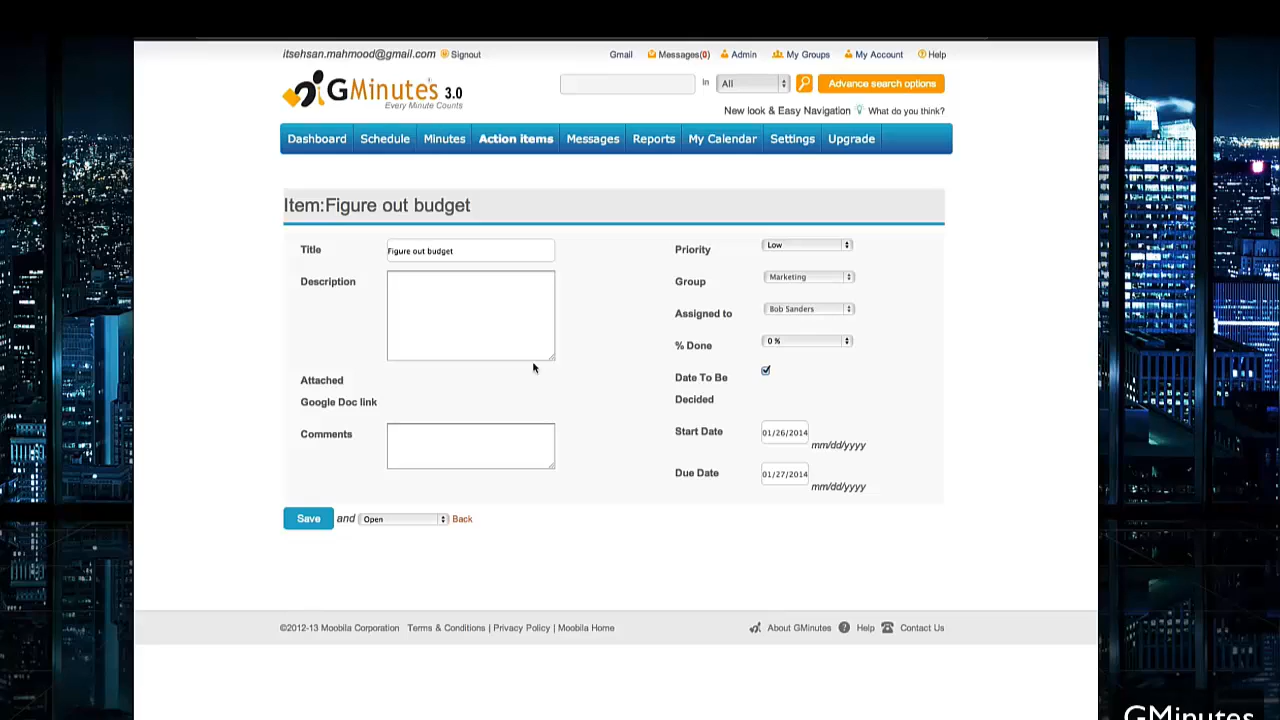 itsehsan.mahmood@gmail.com Signout Gmail Messages(0) Admin My Groups My Account Help
GMinutes 3.0
Every Minute Counts
In All Advance search options
New look & Easy Navigation What do you think?
Dashboard Schedule Minutes Action items Messages Reports My Calendar Settings Upgrade
Item:Figure out budget
Title Figure out budget
Description
Attached
Google Doc link
Comments
Priority Low
Group Marketing
Assigned to Bob Sanders
% Done 0 %
Date To Be
Decided
Start Date 01/26/2014
mm/dd/yyyy
Due Date 01/27/2014
mm/dd/yyyy
Save and Open Back
©2012-13 Moobila Corporation Terms & Conditions | Privacy Policy | Moobila Home About GMinutes Help Contact Us
GMinutes